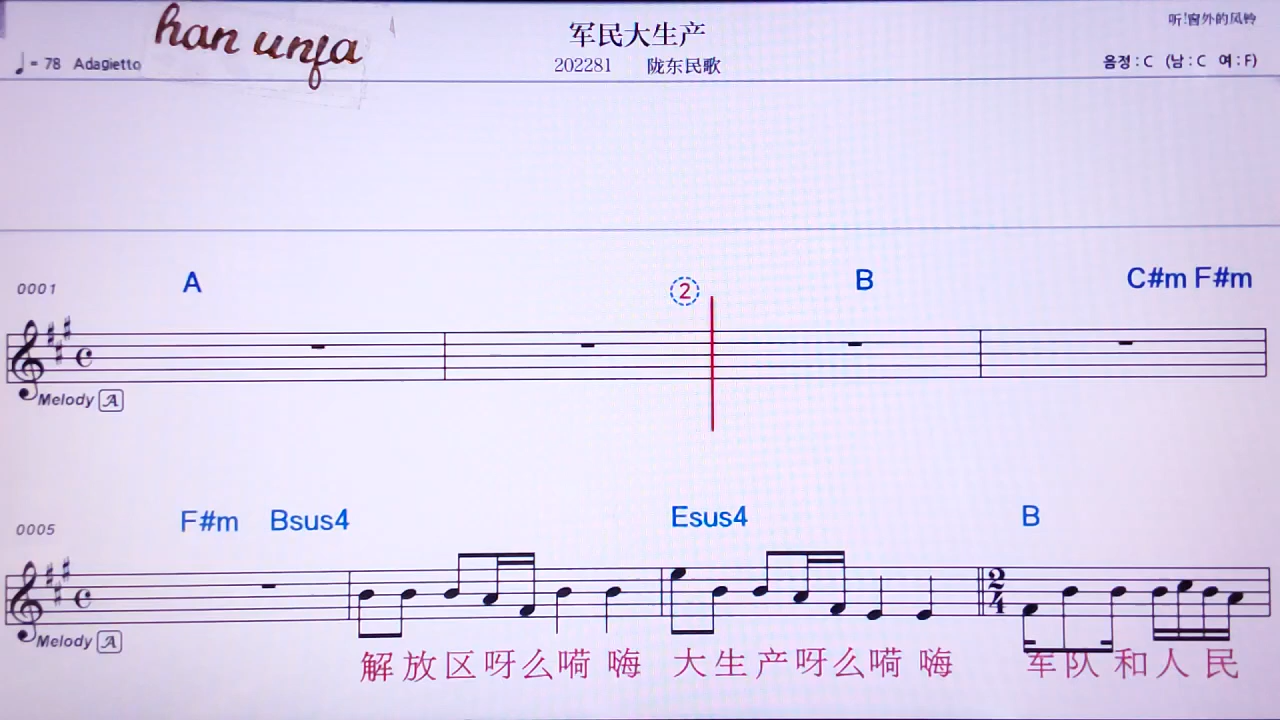 han unfa
军民大生产
听!窗外的风铃
♩= 78 Adagietto
202281 陇东民歌
음정 : C (남 : C 여 : F)
A ② B C#m F#m
0001
Melody A
F#m Bsus4 Esus4 B
0005
2
4
Melody A
解放区呀么嗬嗨 大生产呀么嗬嗨 军队和人民